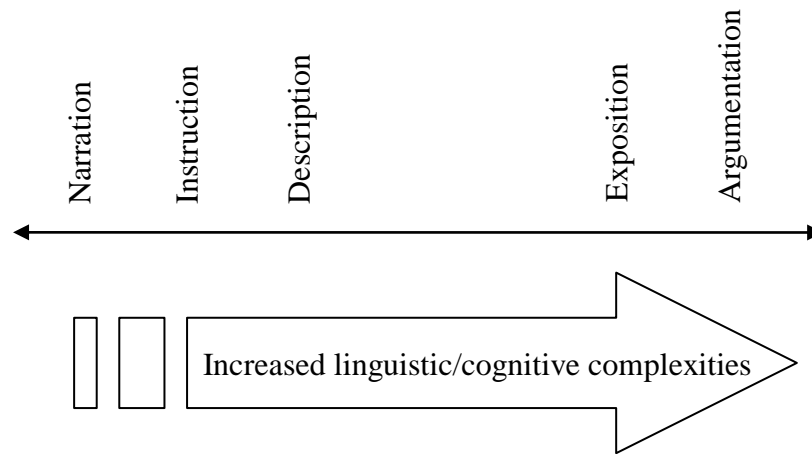 Narration
Instruction
Description
Exposition
Argumentation
Increased linguistic/cognitive complexities